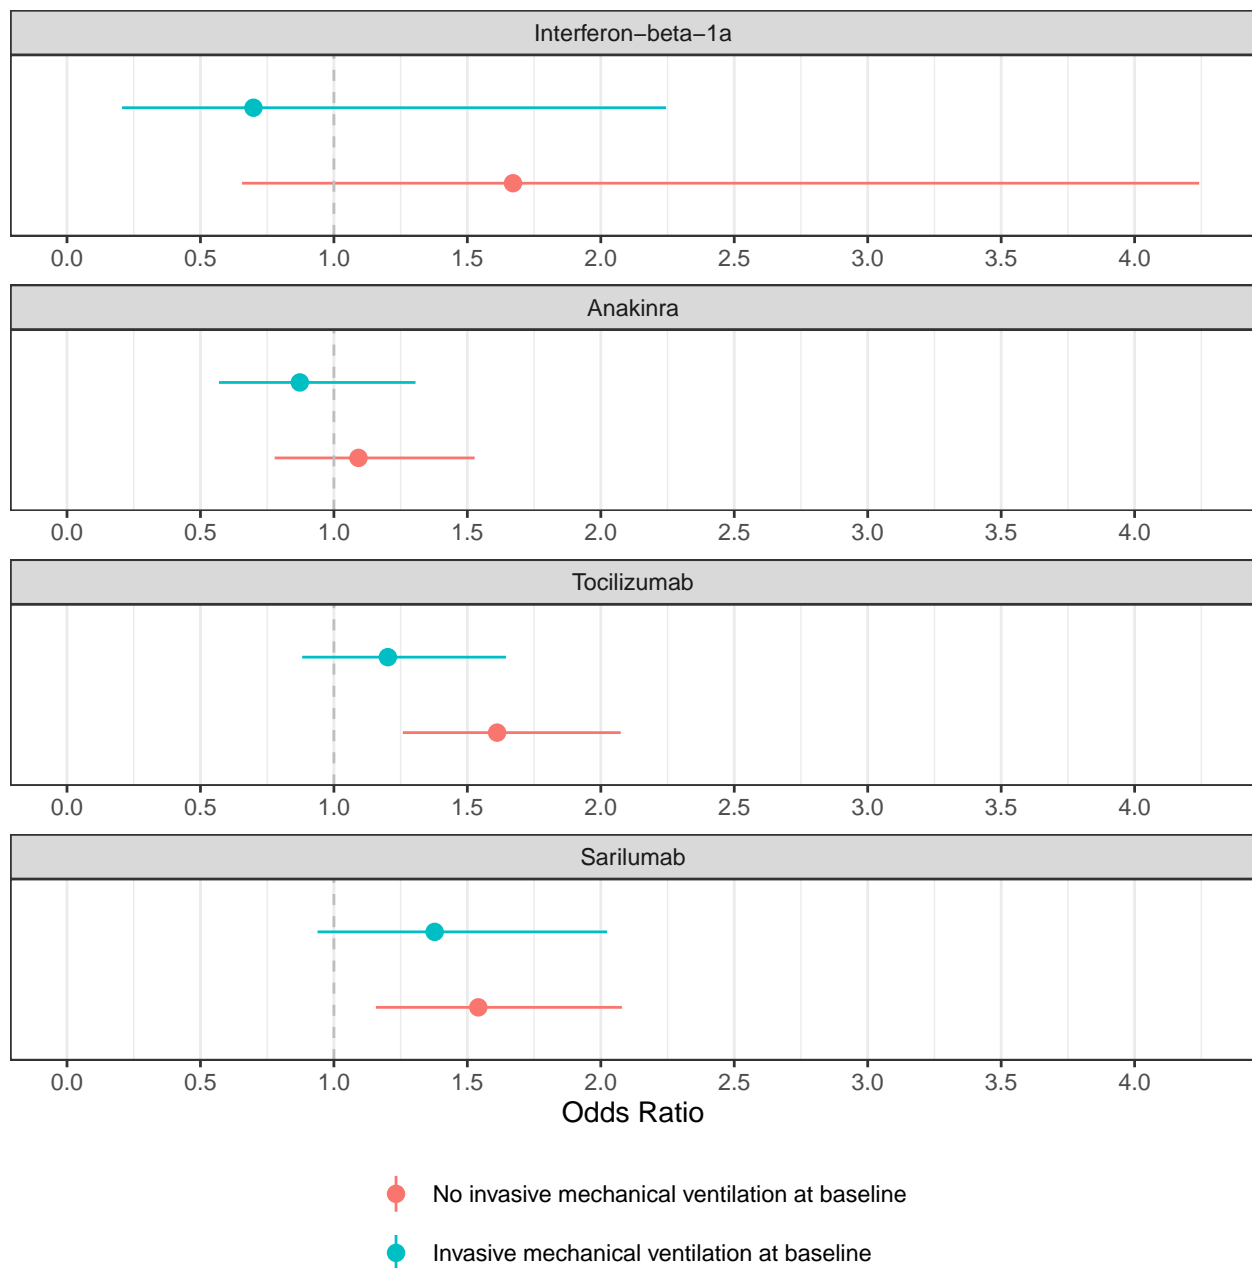 Interferon−beta−1a
0.0 0.5 1.0 1.5 2.0 2.5 3.0 3.5 4.0
Anakinra
0.0 0.5 1.0 1.5 2.0 2.5 3.0 3.5 4.0
Tocilizumab
0.0 0.5 1.0 1.5 2.0 2.5 3.0 3.5 4.0
Sarilumab
0.0 0.5 1.0 1.5 2.0 2.5 3.0 3.5 4.0
Odds Ratio
No invasive mechanical ventilation at baseline
Invasive mechanical ventilation at baseline